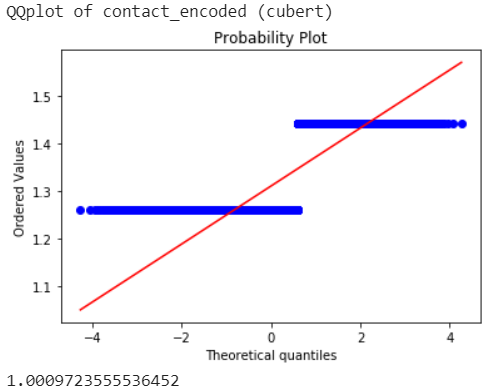 QQplot of contact_encoded (cubert)
Probability Plot
1.5
1.4
1.3
1.2
1.1
Ordered Values
−4
−2
0
2
4
Theoretical quantiles
1.0009723555536452